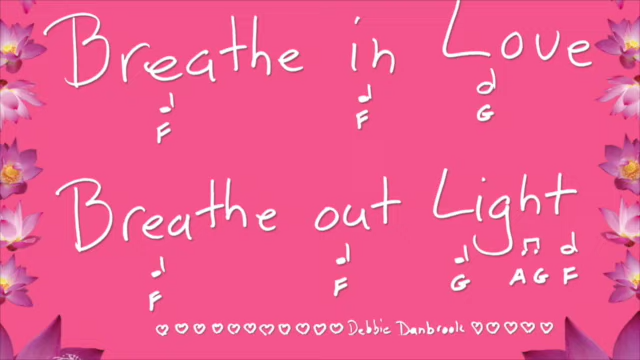 Breathe in Love
F F G
Breathe out Light
F F G A G F
Debbie Danbrook